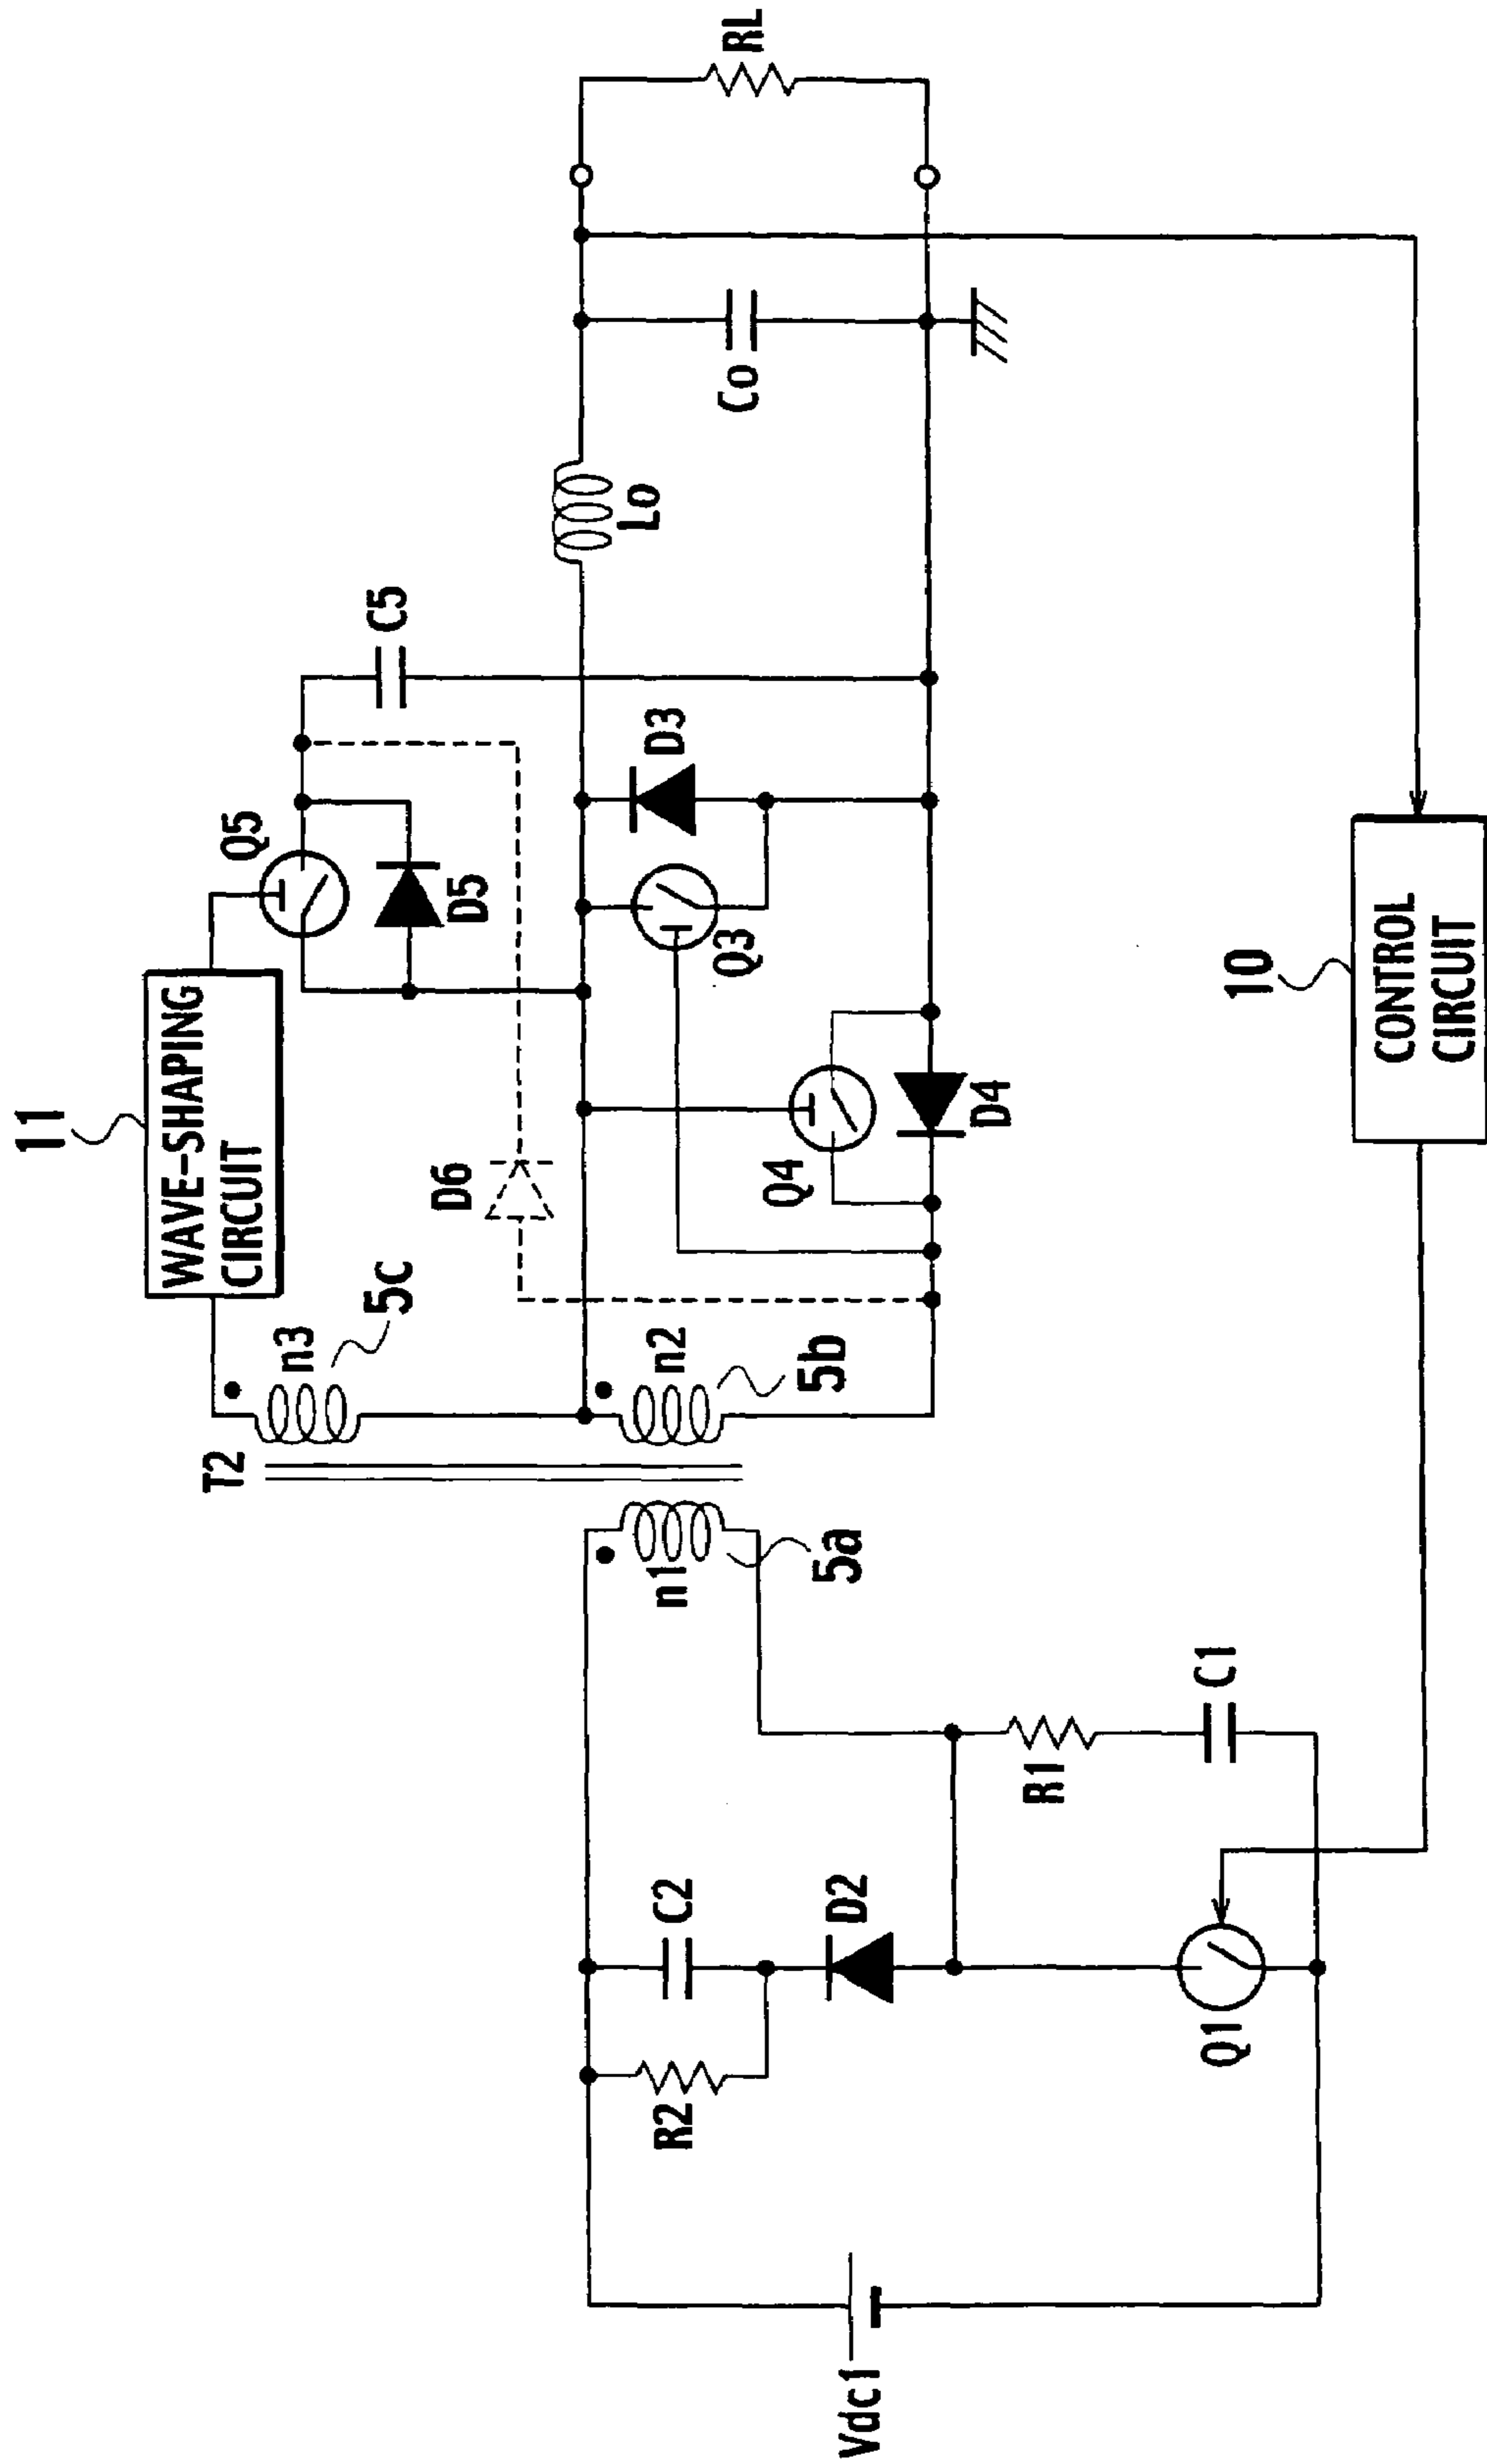 11
WAVE-SHAPING
CIRCUIT
T2
n3
5c
Q5
D5
C5
D6
n1
5a
n2
5b
Q4
D4
Q3
D3
Lo
Co
RL
Vdc1
R2
C2
D2
Q1
R1
C1
10
CONTROL
CIRCUIT